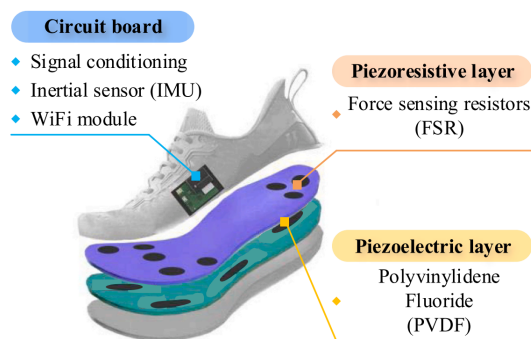 Circuit board
Signal conditioning
Inertial sensor (IMU)
WiFi module
Piezoresistive layer
Force sensing resistors
(FSR)
Piezoelectric layer
Polyvinylidene
Fluoride
(PVDF)